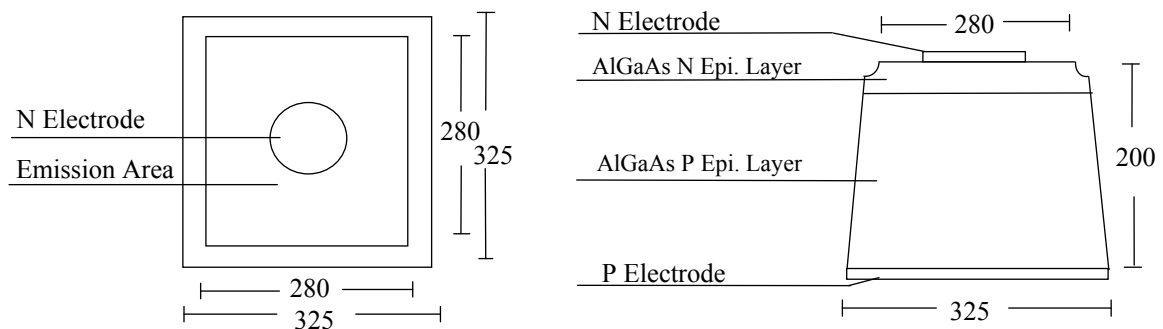 N Electrode
Emission Area
280
325
280
325
N Electrode
280
AlGaAs N Epi. Layer
AlGaAs P Epi. Layer
200
P Electrode
325